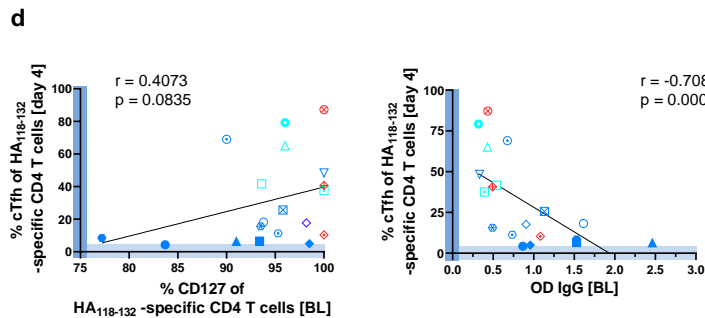 d
r = 0.4073
p = 0.0835
% cTfh of HA118-132
-specific CD4 T cells [day 4]
100
80
60
40
20
0
75
80
85
90
95
100
% CD127 of
HA118-132 -specific CD4 T cells [BL]
r = -0.708
p = 0.000
% cTfh of HA118-132
-specific CD4 T cells [day 4]
100
75
50
25
0
0.0
0.5
1.0
1.5
2.0
2.5
3.0
OD IgG [BL]